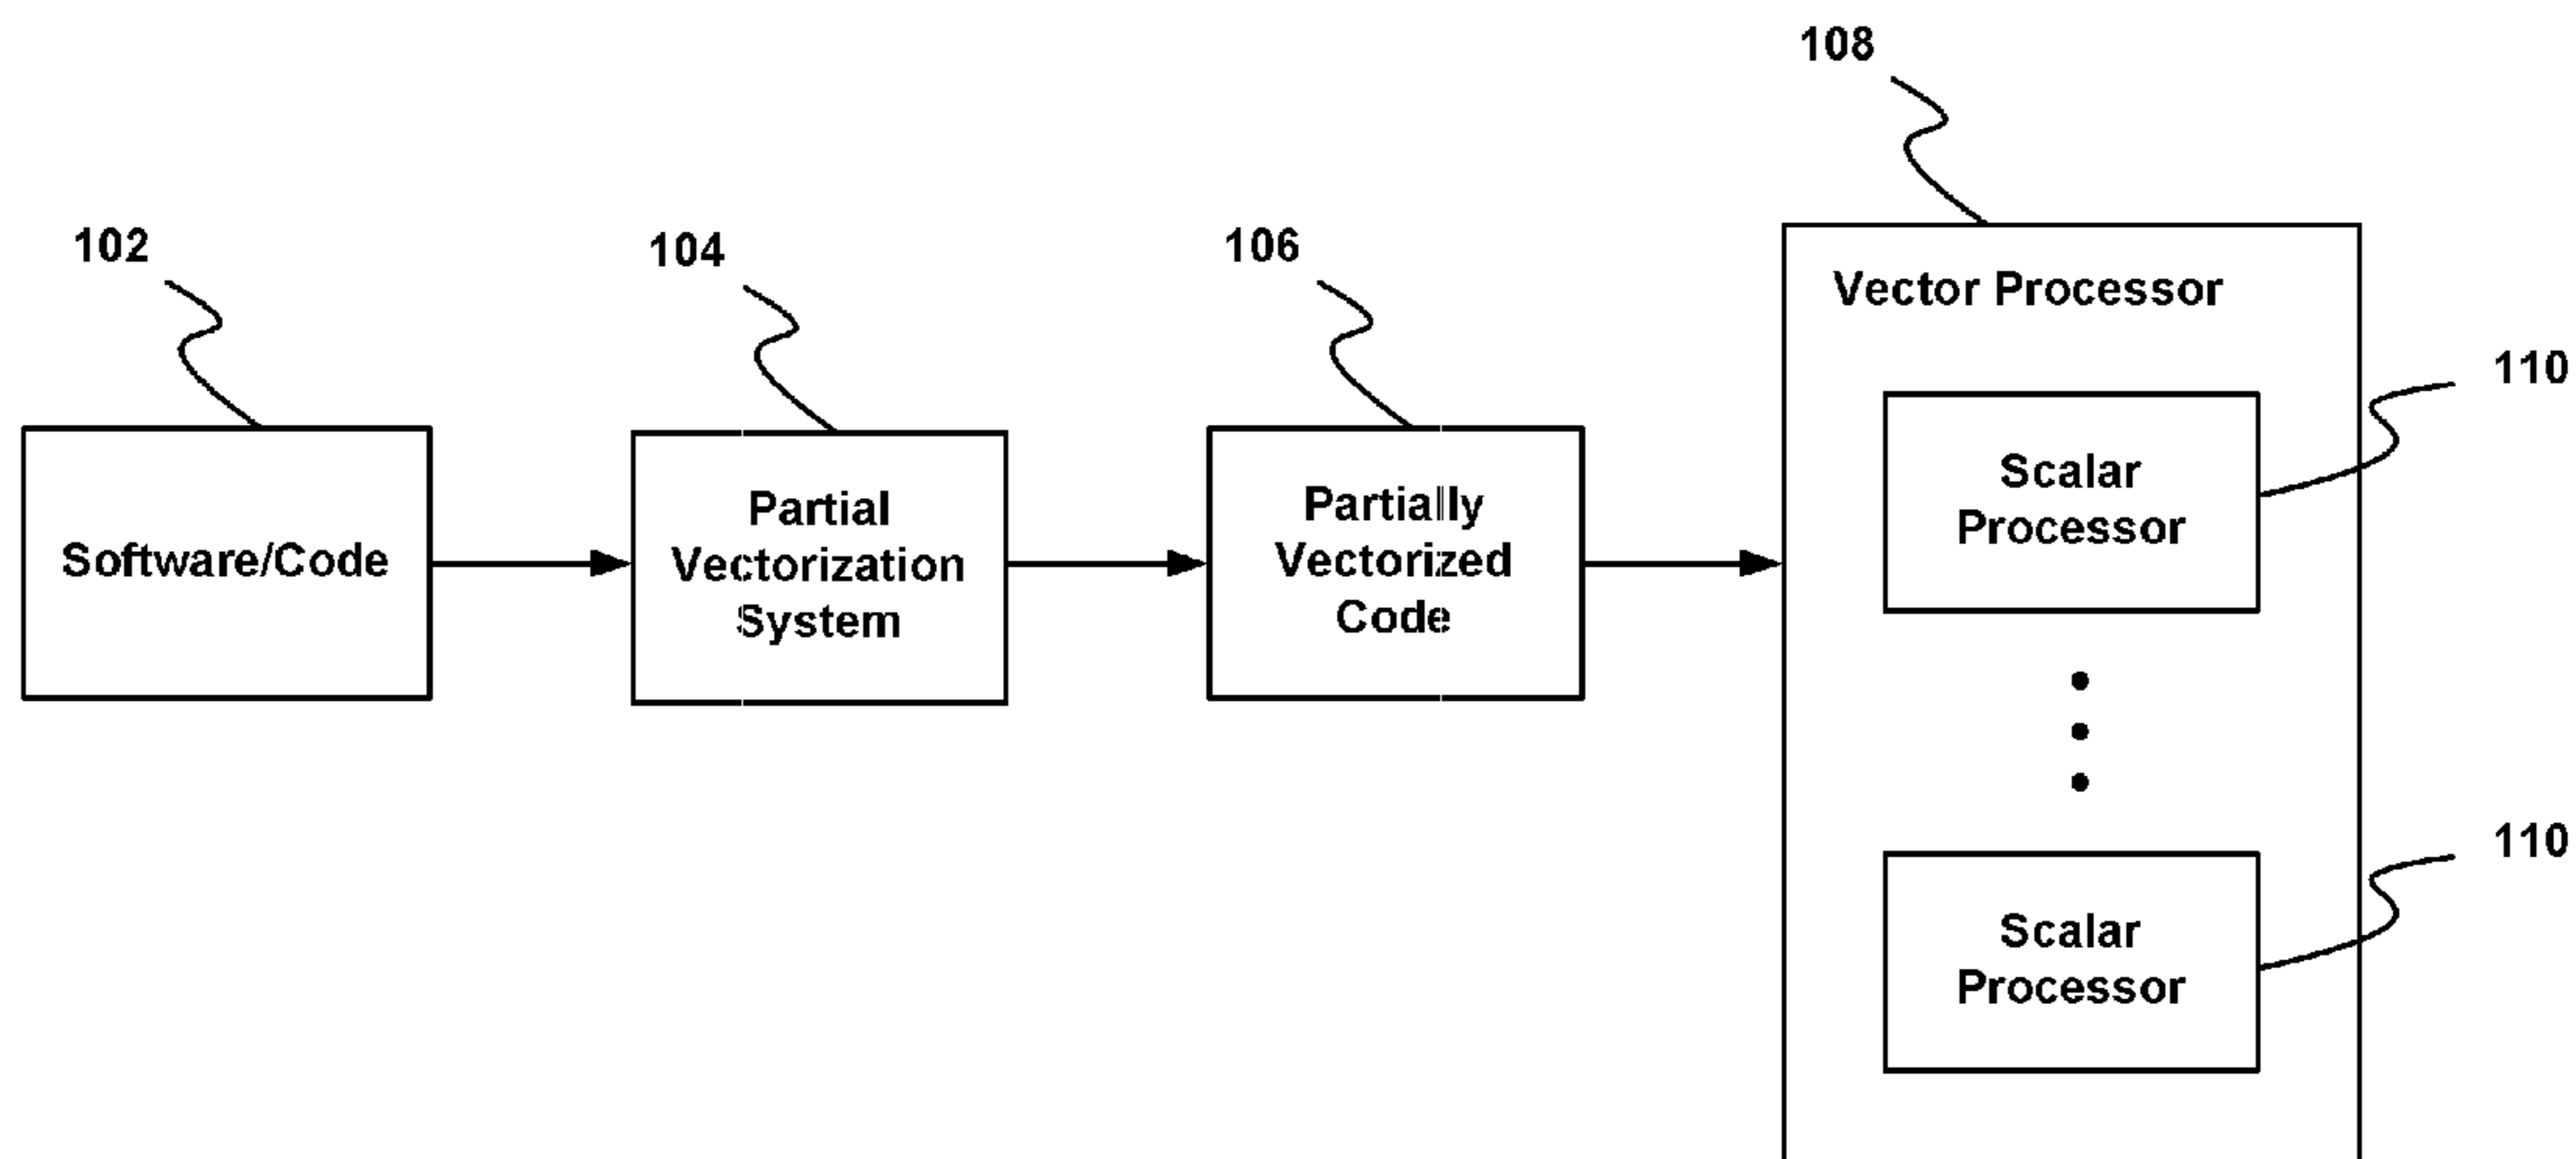 108
102
104
106
Vector Processor
110
Scalar
Processor
Software/Code
Partial
Vectorization
System
Partially
Vectorized
Code
110
Scalar
Processor